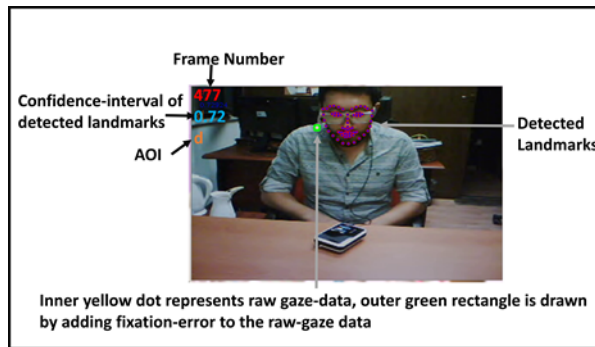 Frame Number
477
Confidence-interval of
detected landmarks
0.72
d
AOI
Detected
Landmarks
Inner yellow dot represents raw gaze-data, outer green rectangle is drawn
by adding fixation-error to the raw-gaze data